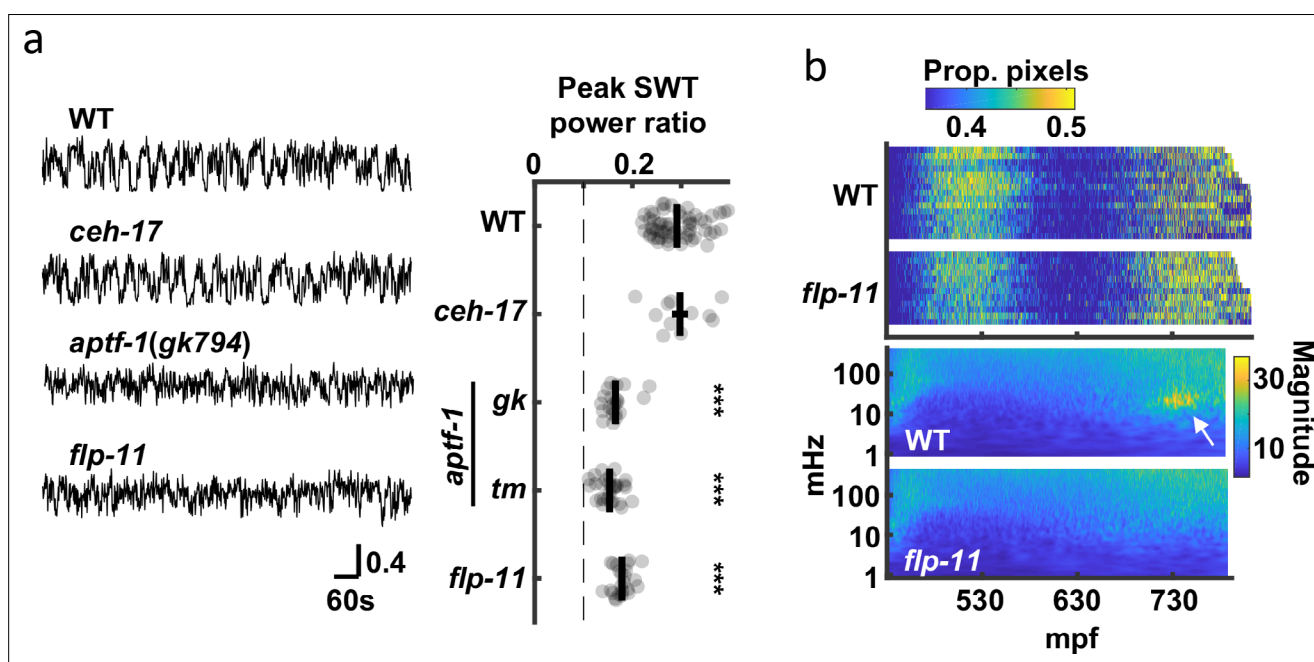 a
WT
ceh-17
aptf-1(gk794)
flp-11
0.4
60s
Peak SWT
power ratio
0 0.2
WT
ceh-17
aptf-1
gk ***
tm ***
flp-11 ***
b
Prop. pixels
0.4 0.5
WT
flp-11
mHz
100
10
1
WT
100
10
1
flp-11
Magnitude
30
10
530 630 730
mpf